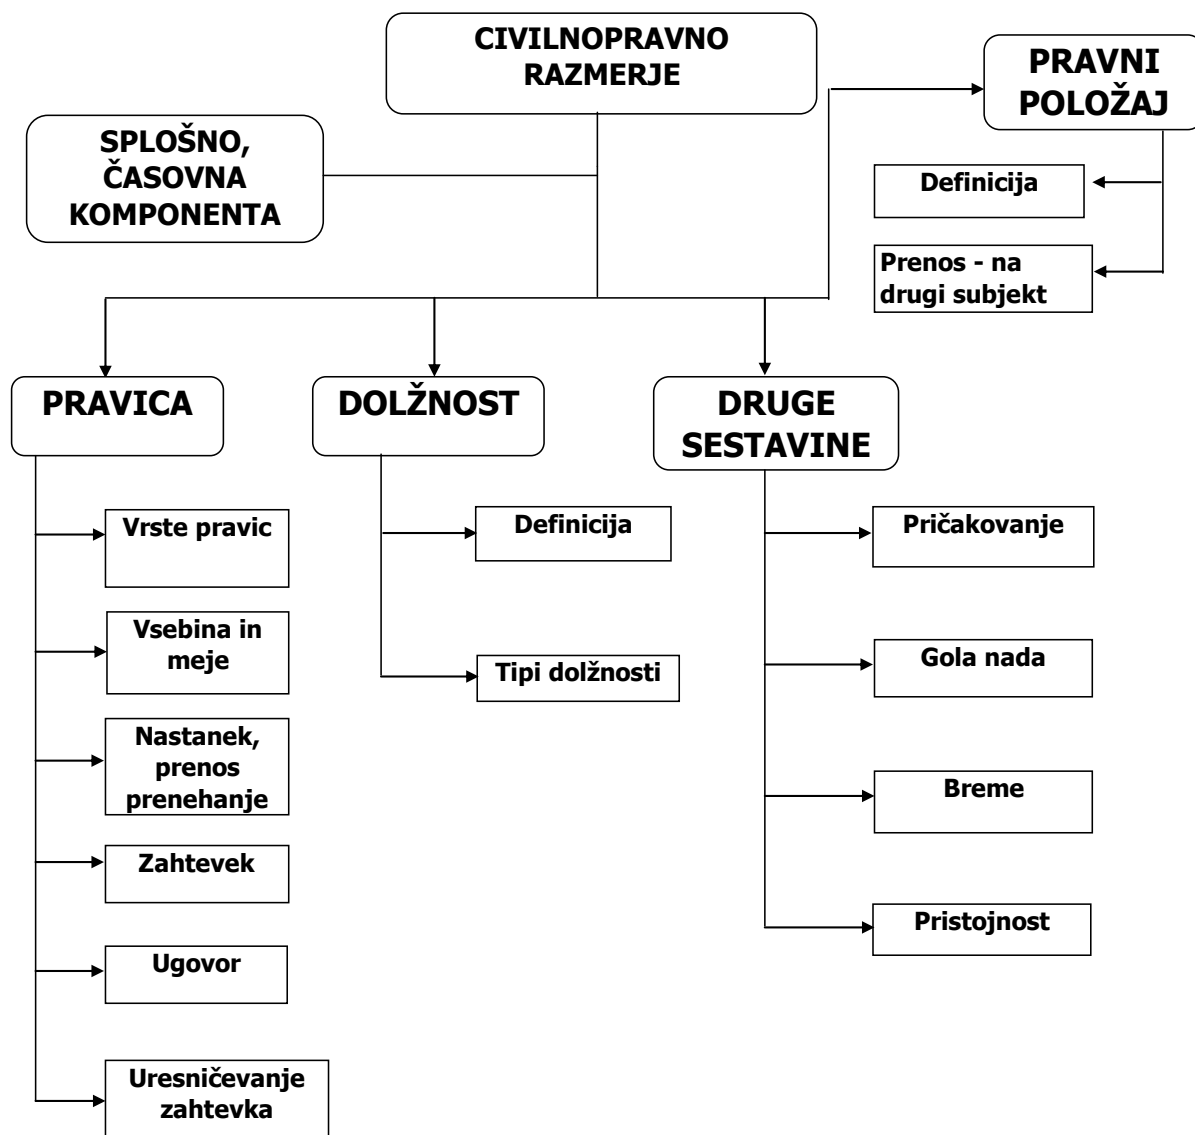 CIVILNOPRAVNO
RAZMERJE
PRAVNI
POLOŽAJ
SPLOŠNO,
ČASOVNA
KOMPONENTA
Definicija
Prenos - na
drugi subjekt
PRAVICA
DOLŽNOST
DRUGE
SESTAVINE
Vrste pravic
Vsebina in
meje
Nastanek,
prenos
prenehanje
Zahtevek
Ugovor
Uresničevanje
zahtevka
Definicija
Tipi dolžnosti
Pričakovanje
Gola nada
Breme
Pristojnost